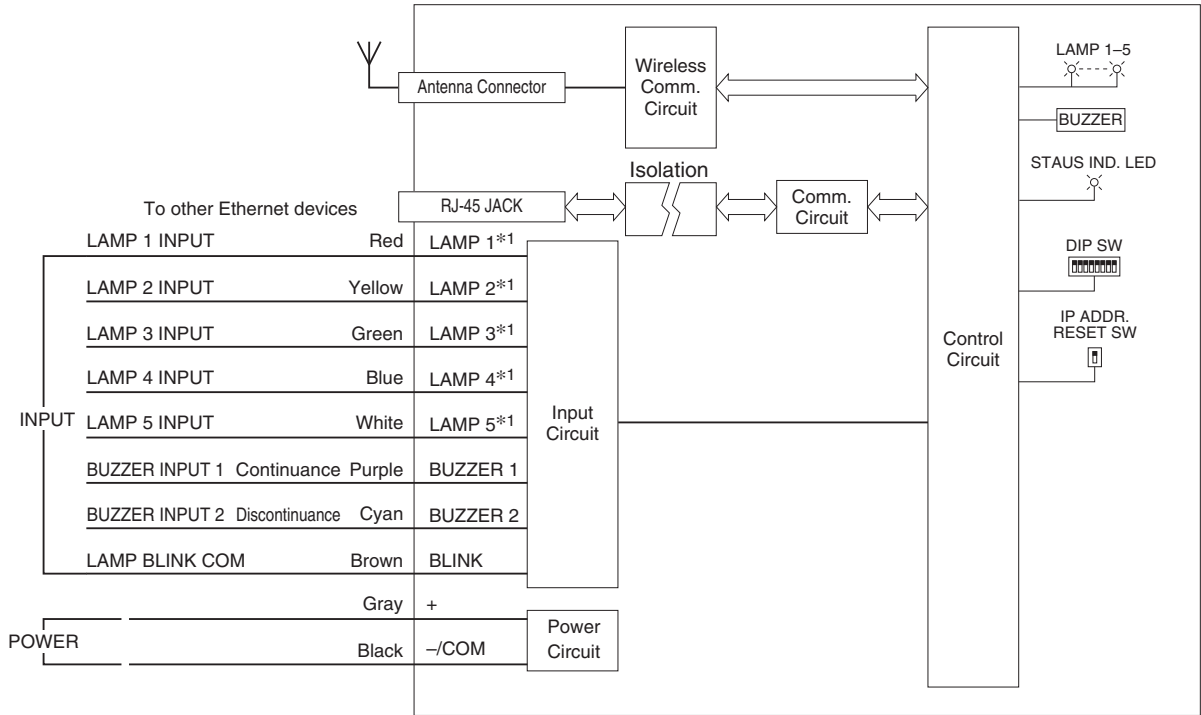 LAMP 1–5
Wireless
Comm.
Circuit
Antenna Connector
BUZZER
STAUS IND. LED
Isolation
Comm.
Circuit
To other Ethernet devices
RJ-45 JACK
LAMP 1 INPUT Red LAMP 1*1
DIP SW
LAMP 2 INPUT Yellow LAMP 2*1
IP ADDR.
RESET SW
LAMP 3 INPUT Green LAMP 3*1
Control
Circuit
LAMP 4 INPUT Blue LAMP 4*1
INPUT
LAMP 5 INPUT White LAMP 5*1
Input
Circuit
BUZZER INPUT 1 Continuance Purple BUZZER 1
BUZZER INPUT 2 Discontinuance Cyan BUZZER 2
LAMP BLINK COM Brown BLINK
Gray +
POWER
Power
Circuit
Black –/COM